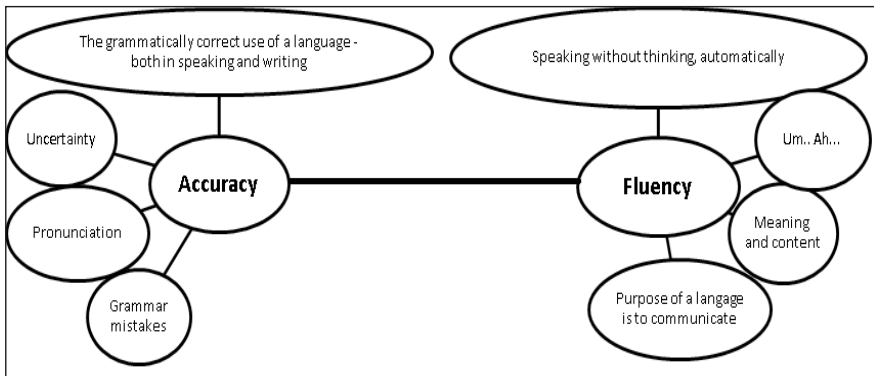 The grammatically correct use of a language -
both in speaking and writing
Uncertainty
Pronunciation
Grammar
mistakes
Accuracy
Speaking without thinking, automatically
Fluency
Um.. Ah...
Meaning
and content
Purpose of a langage
is to communicate